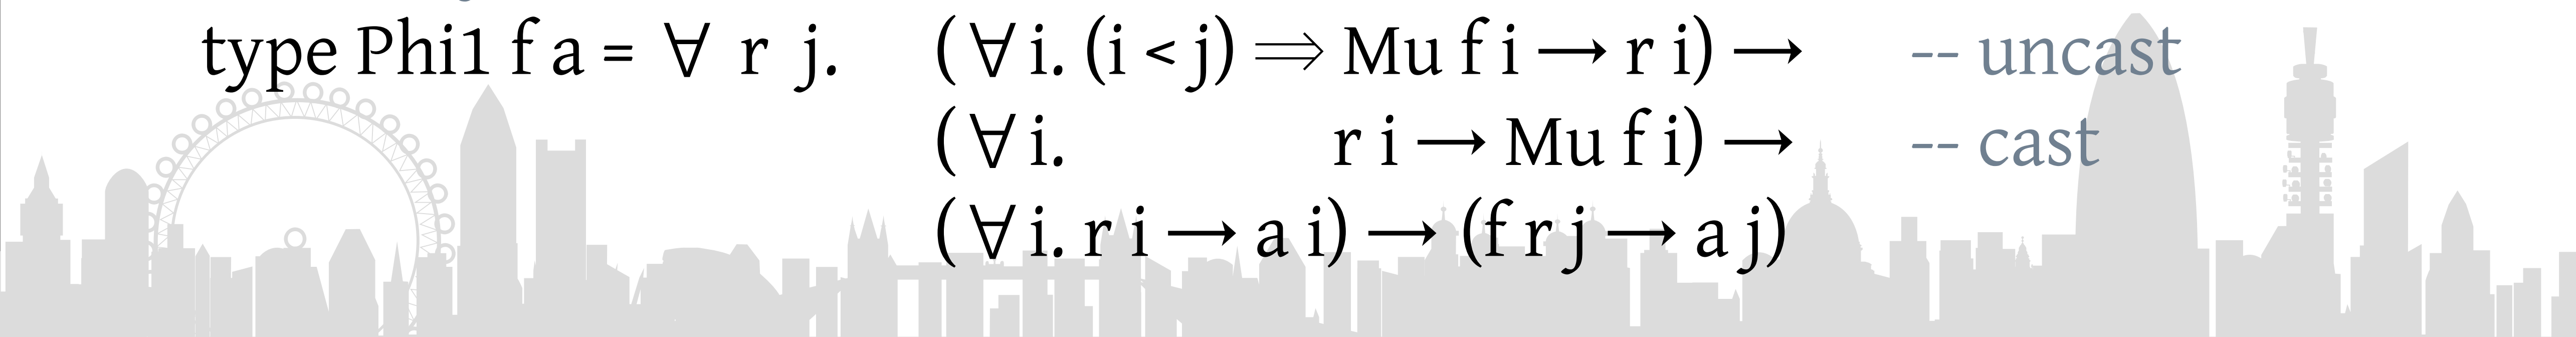 type Phi1 f a = ∀ r j. (∀ i. (i < j) ⟹ Mu f i → r i) → -- uncast
(∀ i. r i → Mu f i) → -- cast
(∀ i. r i → a i) → (f r j → a j)